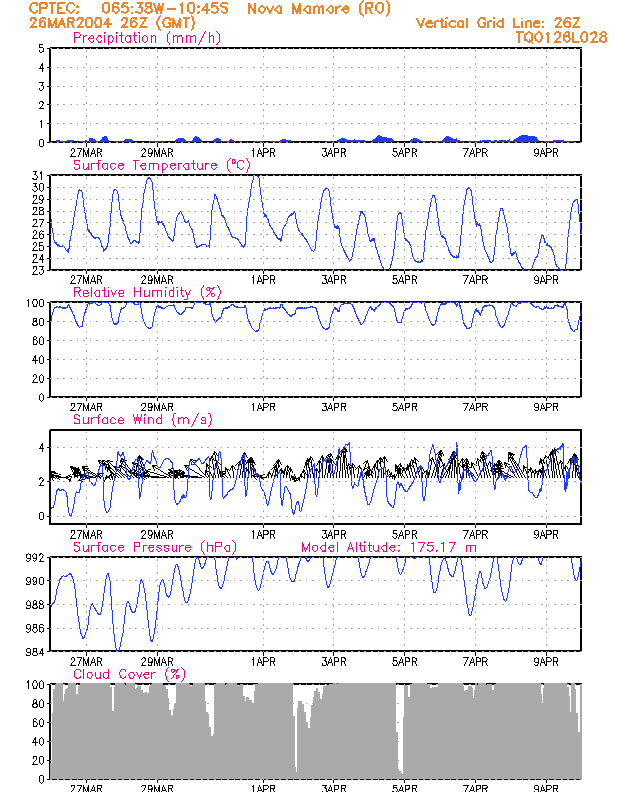 CPTEC: 065:38W-10:45S Nova Mamore (RO)
26MAR2004 26Z (GMT) Vertical Grid Line: 26Z
Precipitation (mm/h) TQ0126L028
5
4
3
2
1
0
27MAR 29MAR 1APR 3APR 5APR 7APR 9APR
Surface Temperature (ºC)
31
30
29
28
27
26
25
24
23
27MAR 29MAR 1APR 3APR 5APR 7APR 9APR
Relative Humidity (%)
100
80
60
40
20
0
27MAR 29MAR 1APR 3APR 5APR 7APR 9APR
Surface Wind (m/s)
4
2
0
27MAR 29MAR 1APR 3APR 5APR 7APR 9APR
Surface Pressure (hPa) Model Altitude: 175.17 m
992
990
988
986
984
27MAR 29MAR 1APR 3APR 5APR 7APR 9APR
Cloud Cover (%)
100
80
60
40
20
0
27MAR 29MAR 1APR 3APR 5APR 7APR 9APR